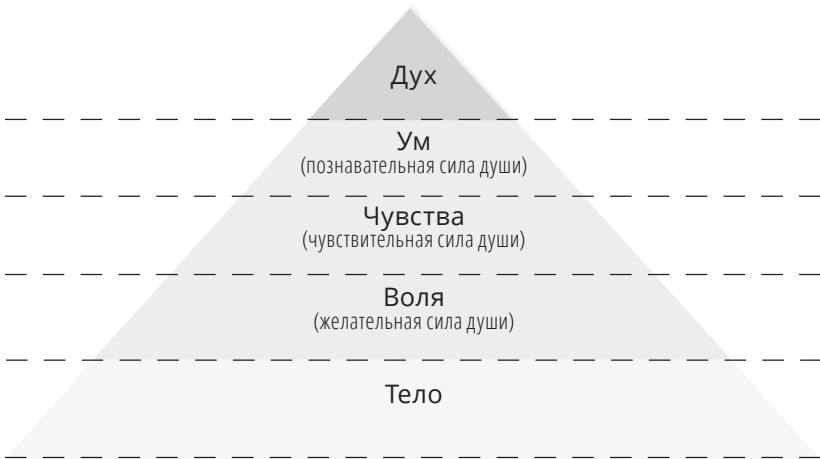 Дух
Ум
(познавательная сила души)
Чувства
(чувствительная сила души)
Воля
(желательная сила души)
Тело